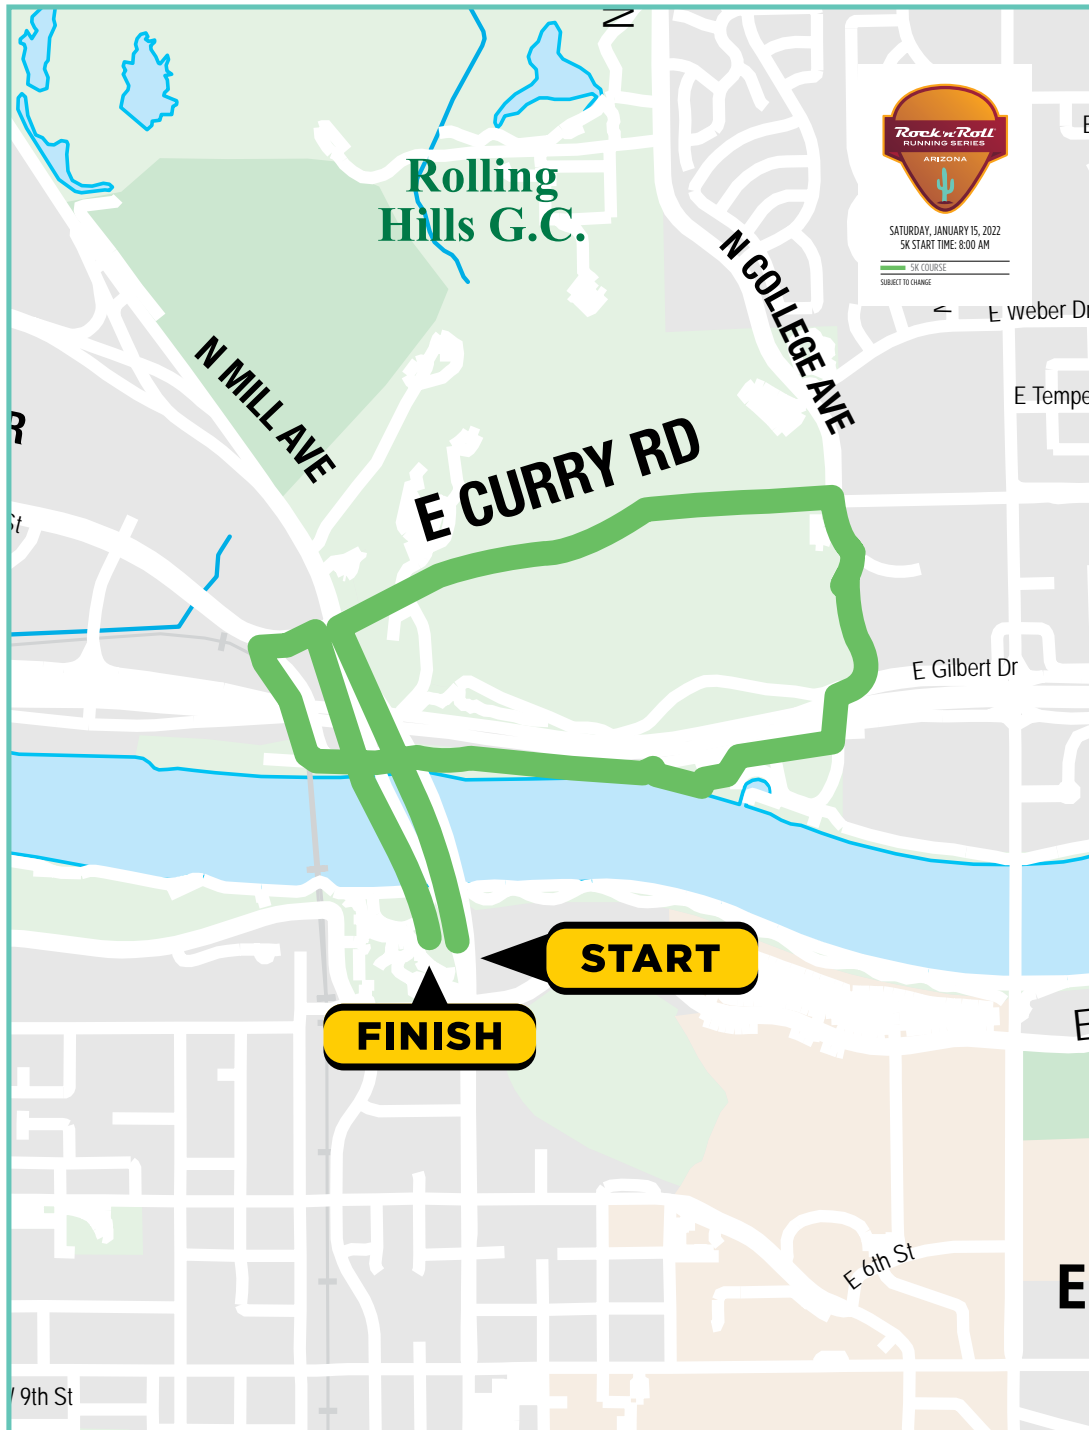 N
Rock 'n' Roll
RUNNING SERIES
ARIZONA
SATURDAY, JANUARY 15, 2022
5K START TIME: 8:00 AM
5K COURSE
SUBJECT TO CHANGE
E
Rolling
Hills G.C.
N COLLEGE AVE
E Weber Dr
N MILL AVE
E Tempe
R
E CURRY RD
St
E Gilbert Dr
START
FINISH
E
E 6th St
E
9th St